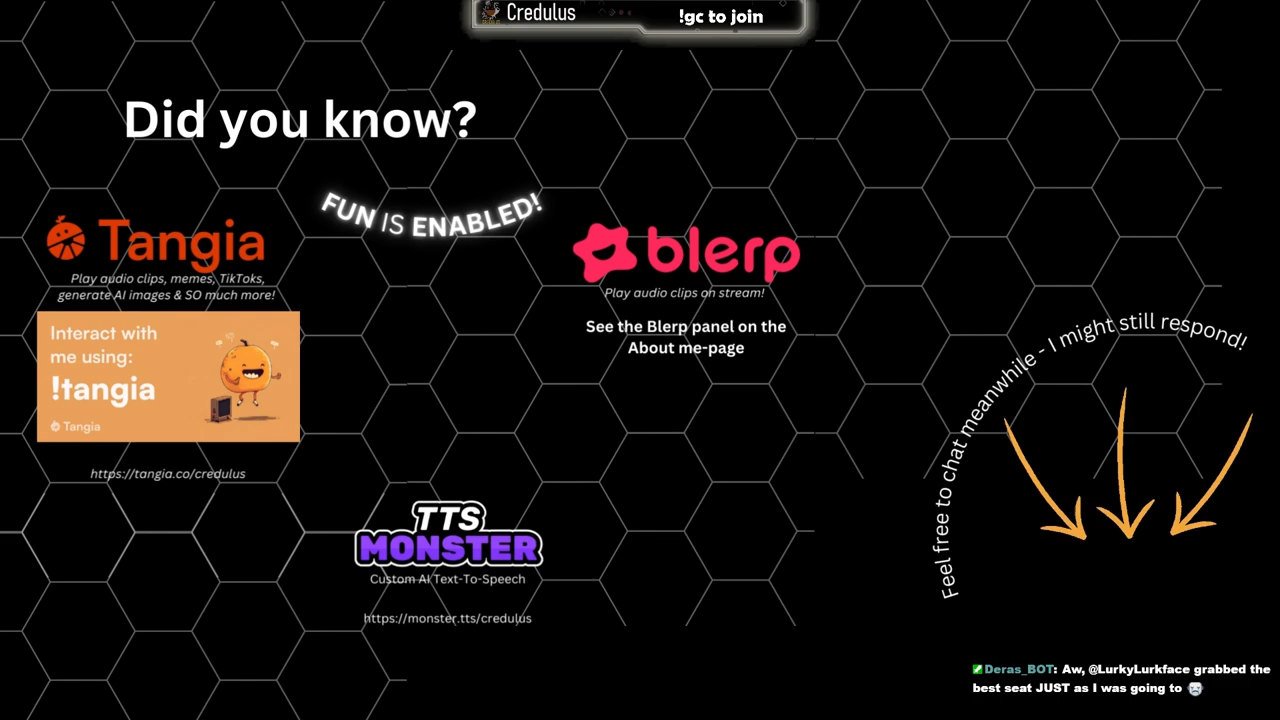 Credulus
!gc to join
Did you know?
FUN IS ENABLED!
Tangia
Play audio clips, memes, TikToks,
generate AI images & SO much more!
Interact with
me using:
!tangia
Tangia
https://tangia.co/credulus
blerp
Play audio clips on stream!
See the Blerp panel on the
About me-page
TTS
MONSTER
Custom AI Text-To-Speech
https://monster.tts/credulus
Feel free to chat meanwhile - I might still respond!
Deras_BOT: Aw, @LurkyLurkface grabbed the
best seat JUST as I was going to